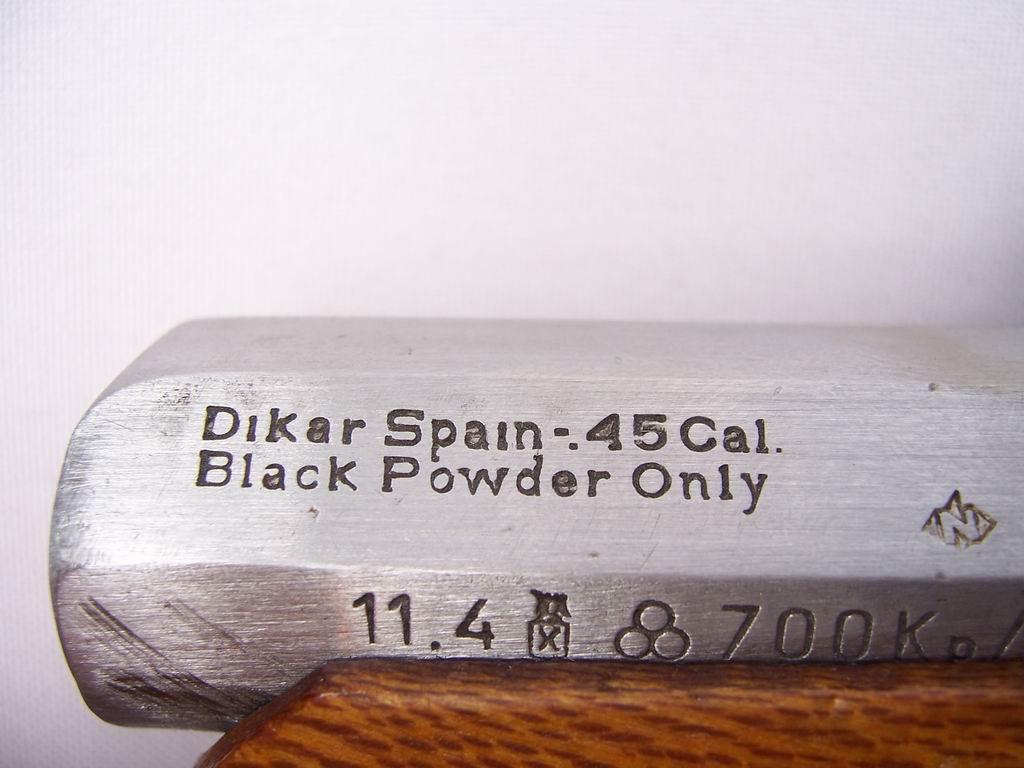 Dikar Spain-.45 Cal.
Black Powder Only
N
11.4 X 700Kp/